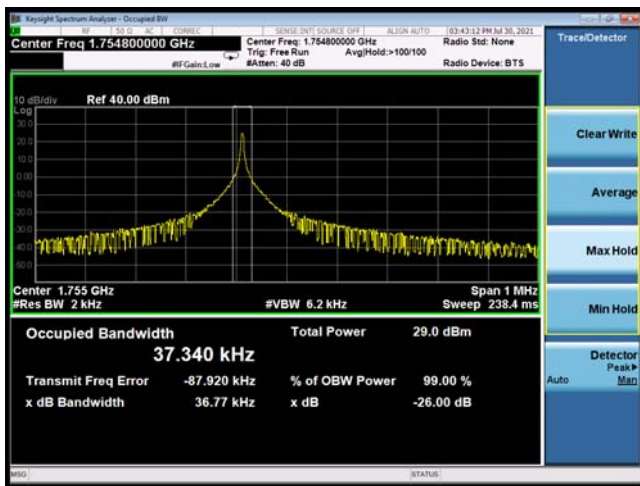 Keysight Spectrum Analyzer - Occupied BW
RF 50 Ω AC CORREC SENSE:INT SOURCE OFF ALIGN AUTO 03:43:12 PM Jul 30, 2021
Center Freq 1.754800000 GHz
Center Freq: 1.754800000 GHz
Radio Std: None
Trig: Free Run Avg|Hold:>100/100
#IFGain:Low #Atten: 40 dB Radio Device: BTS
Trace/Detector
10 dB/div Ref 40.00 dBm
Log
30.0
20.0
10.0
0.00
-10.0
-20.0
-30.0
-40.0
-50.0
Center 1.755 GHz Span 1 MHz
#Res BW 2 kHz #VBW 6.2 kHz Sweep 238.4 ms
Occupied Bandwidth Total Power 29.0 dBm
37.340 kHz
Transmit Freq Error -87.920 kHz % of OBW Power 99.00 %
x dB Bandwidth 36.77 kHz x dB -26.00 dB
Clear Write
Average
Max Hold
Min Hold
Detector
Peak▶
Auto Man
MSG STATUS